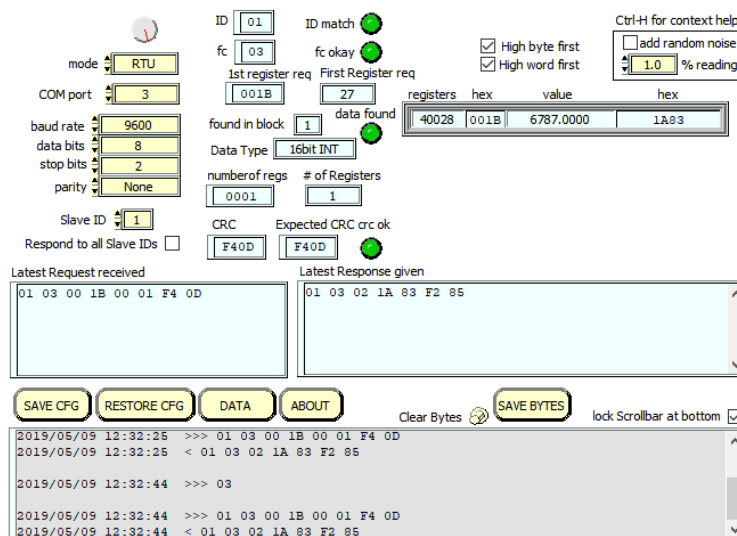 ID 01 ID match
fc 03 fc okay
Ctrl-H for context help
High byte first
High word first
add random noise
1.0 % reading
mode RTU
COM port 3
baud rate 9600
data bits 8
stop bits 2
parity None
Slave ID 1
Respond to all Slave IDs
1st register req First Register req
001B 27
found in block 1 data found
Data Type 16bit INT
numberof regs # of Registers
0001 1
CRC Expected CRC crc ok
F40D F40D
registers hex value hex
40028 001B 6787.0000 1A83
Latest Request received
01 03 00 1B 00 01 F4 0D
Latest Response given
01 03 02 1A 83 F2 85
SAVE CFG RESTORE CFG DATA ABOUT Clear Bytes SAVE BYTES lock Scrollbar at bottom
2019/05/09 12:32:25 >>> 01 03 00 1B 00 01 F4 0D
2019/05/09 12:32:25 < 01 03 02 1A 83 F2 85
2019/05/09 12:32:44 >>> 03
2019/05/09 12:32:44 >>> 01 03 00 1B 00 01 F4 0D
2019/05/09 12:32:44 < 01 03 02 1A 83 F2 85